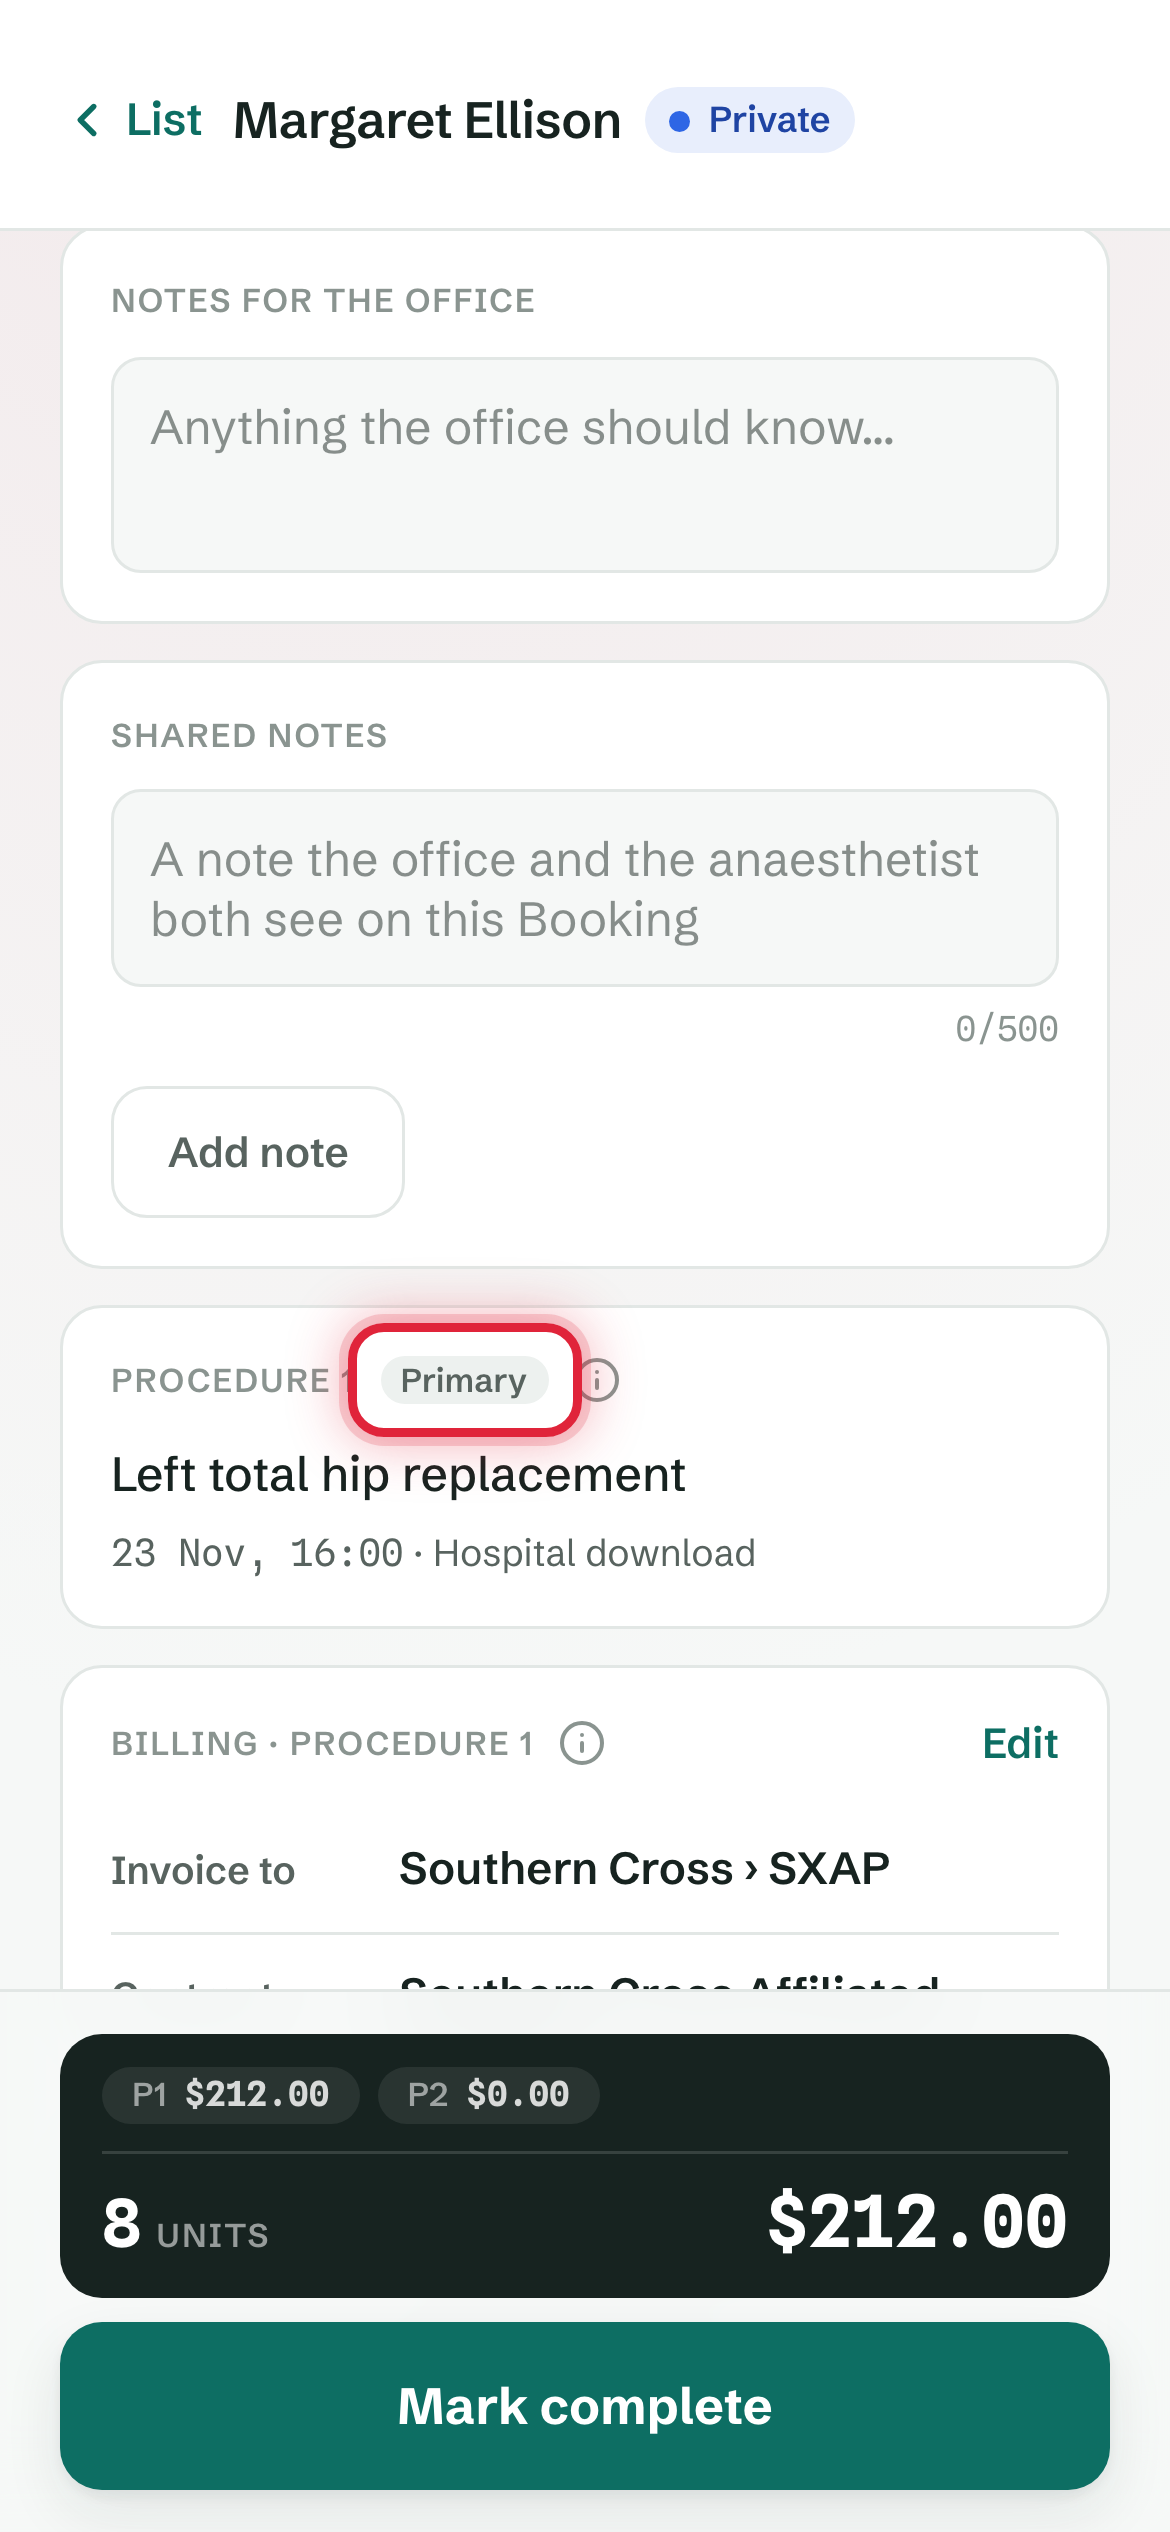 List Margaret Ellison Private
NOTES FOR THE OFFICE
Anything the office should know...
SHARED NOTES
A note the office and the anaesthetist
both see on this Booking
0/500
Add note
PROCEDURE Primary
Left total hip replacement
23 Nov, 16:00 · Hospital download
BILLING · PROCEDURE 1 Edit
Invoice to Southern Cross › SXAP
Southern Cross Affiliated
P1 $212.00 P2 $0.00
8 UNITS $212.00
Mark complete